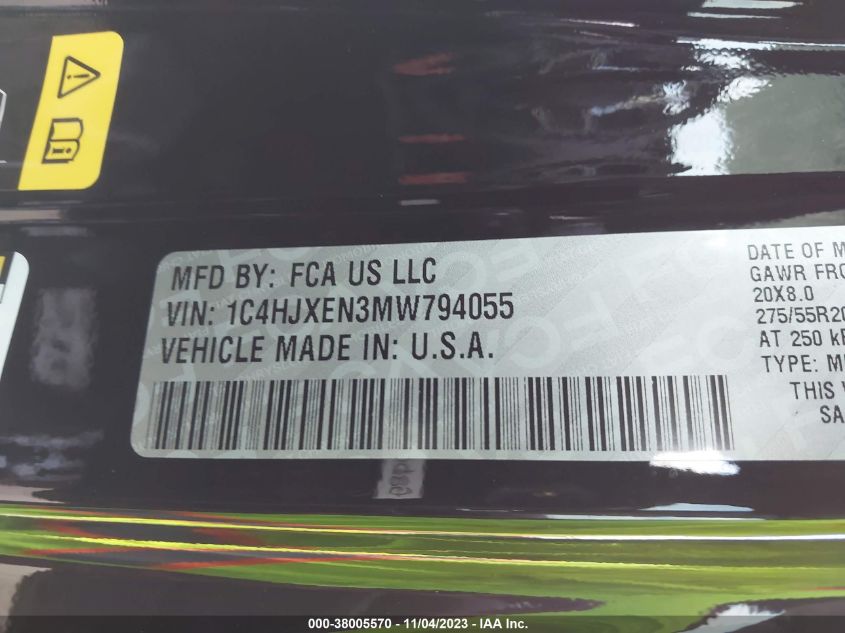 MFD BY: FCA US LLC
VIN: 1C4HJXEN3MW794055
VEHICLE MADE IN: U.S.A.
DATE OF M
GAWR FRO
20X8.0
275/55R20
AT 250 kP
TYPE: M
THIS V
SA
000-38005570 - 11/04/2023 - IAA Inc.